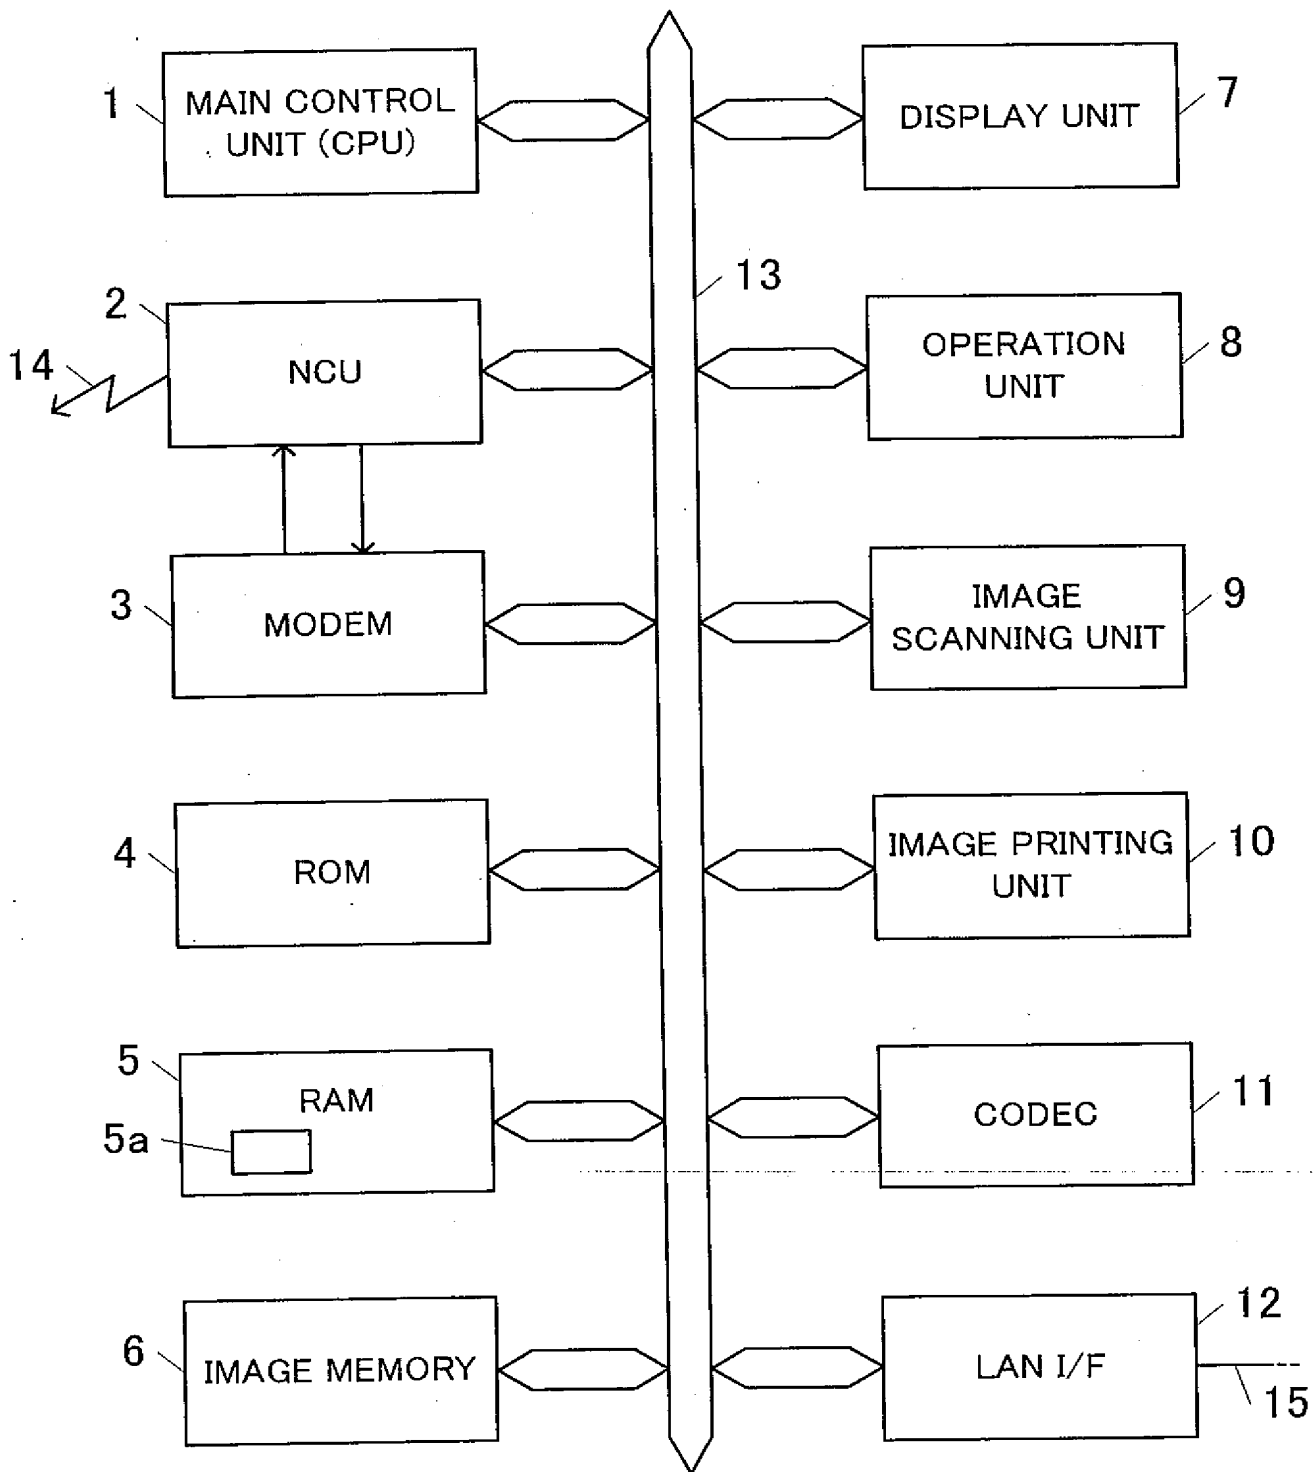 1
MAIN CONTROL
UNIT (CPU)
DISPLAY UNIT
7
13
2
NCU
14
OPERATION
UNIT
8
3
MODEM
IMAGE
SCANNING UNIT
9
4
ROM
IMAGE PRINTING
UNIT
10
5
RAM
5a
CODEC
11
6
IMAGE MEMORY
LAN I/F
12
15